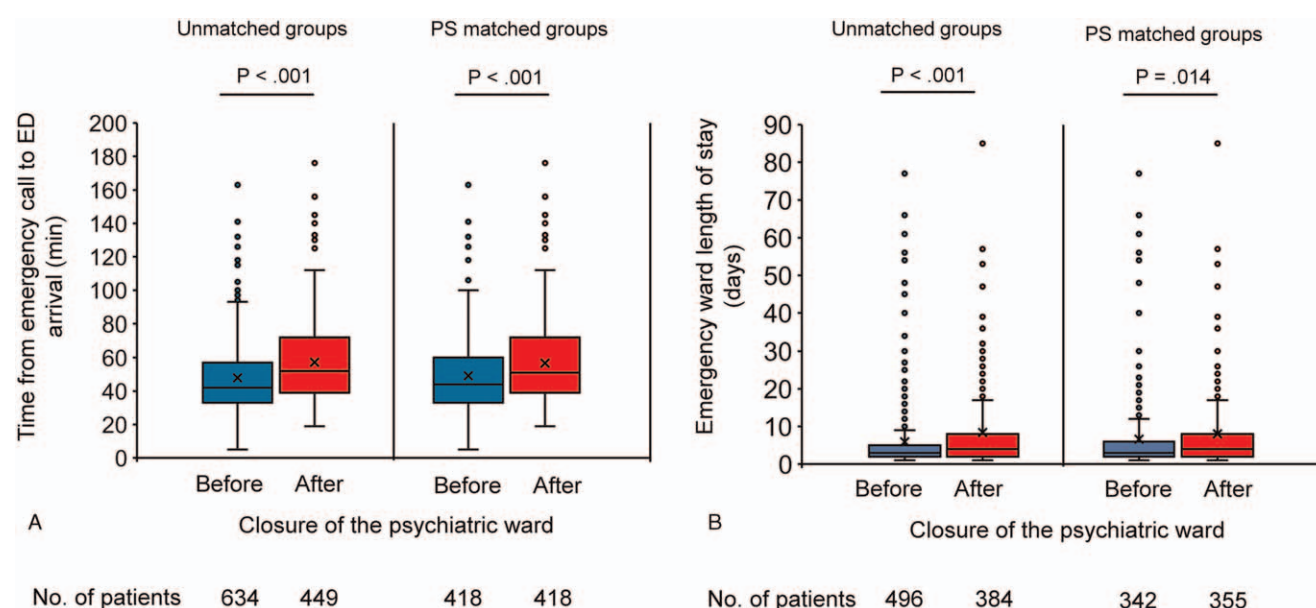 Unmatched groups PS matched groups
P < .001 P < .001
Time from emergency call to ED
arrival (min)
200
180
160
140
120
100
80
60
40
20
0
Before After Before After
A Closure of the psychiatric ward
No. of patients 634 449 418 418
Unmatched groups PS matched groups
P < .001 P = .014
Emergency ward length of stay
(days)
90
80
70
60
50
40
30
20
10
0
Before After Before After
B Closure of the psychiatric ward
No. of patients 496 384 342 355